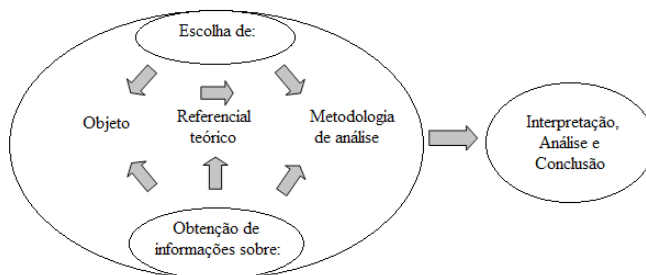 Escolha de:
Objeto
Referencial
teórico
Metodologia
de análise
Obtenção de
informações sobre:
Interpretação,
Análise e
Conclusão